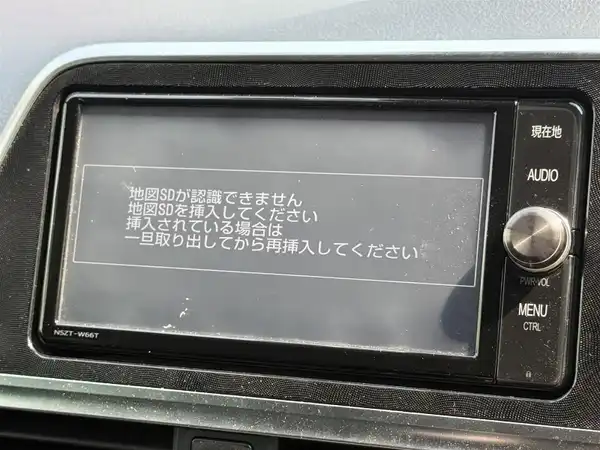 地図SDが認識できません
地図SDを挿入してください
挿入されている場合は
一旦取り出してから再挿入してください
現在地
AUDIO
PWR・VOL
MENU
CTRL
NSZT-W66T